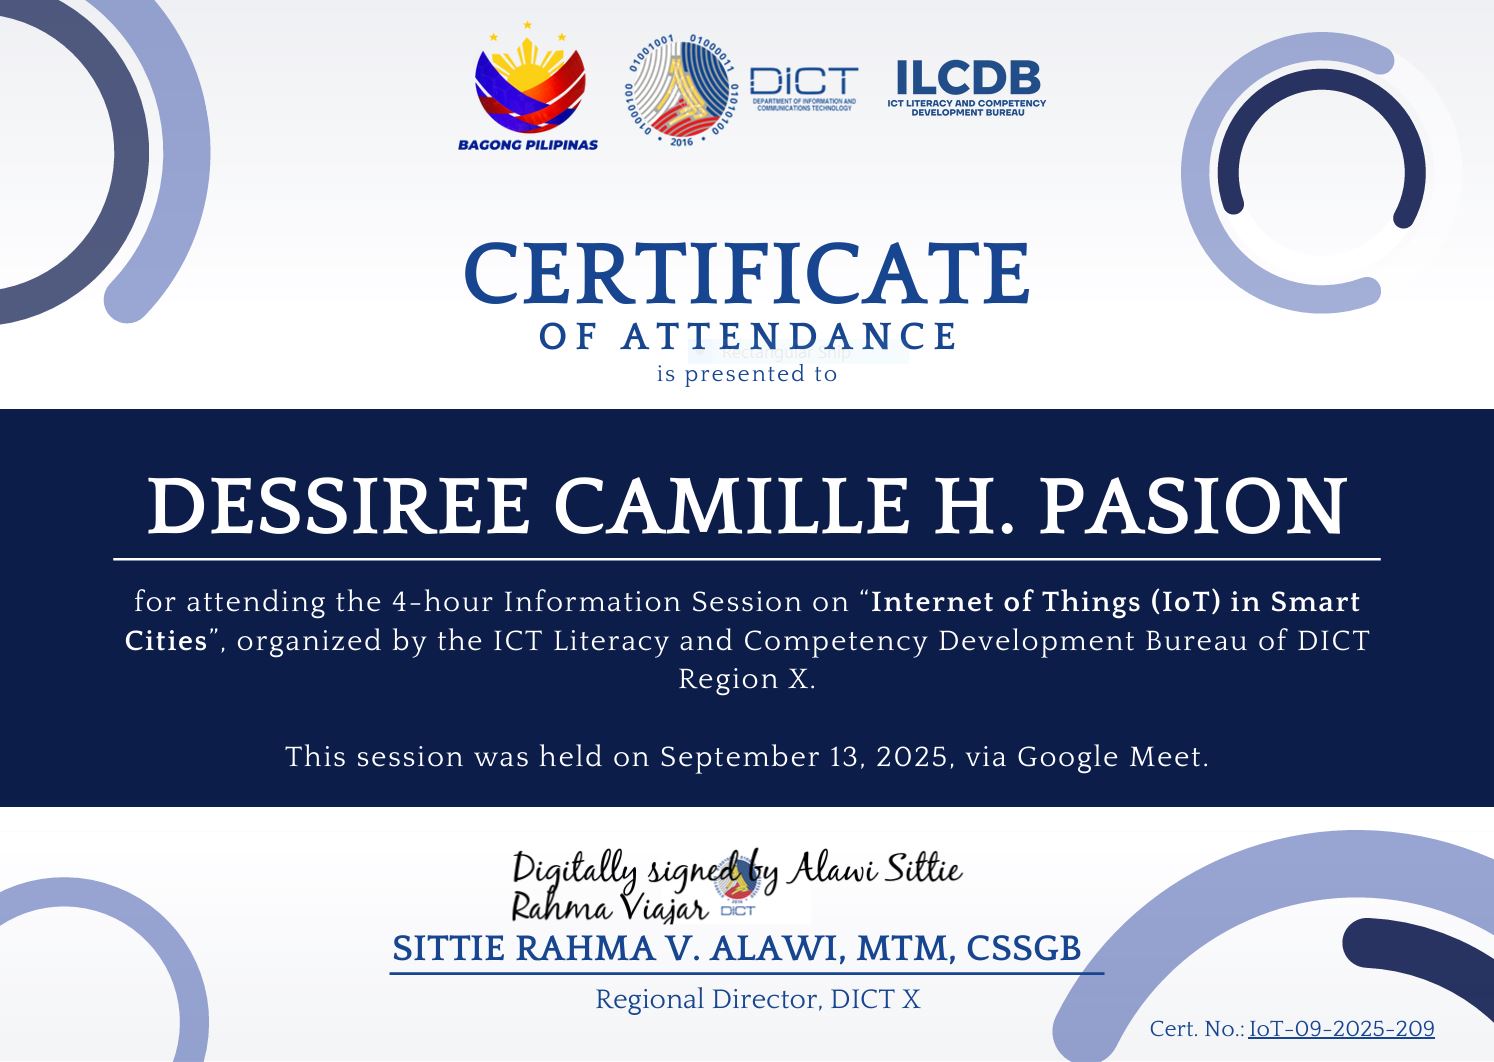 BAGONG PILIPINAS
01001001 01000011 01010100 01000100
2016
DICT
DEPARTMENT OF INFORMATION AND
COMMUNICATIONS TECHNOLOGY
ILCDB
ICT LITERACY AND COMPETENCY
DEVELOPMENT BUREAU
CERTIFICATE
OF ATTENDANCE
Rectangular Snip
is presented to
DESSIREE CAMILLE H. PASION
for attending the 4-hour Information Session on “Internet of Things (IoT) in Smart
Cities”, organized by the ICT Literacy and Competency Development Bureau of DICT
Region X.
This session was held on September 13, 2025, via Google Meet.
Digitally signed by Alawi Sittie
Rahma Viajar
DICT
SITTIE RAHMA V. ALAWI, MTM, CSSGB
Regional Director, DICT X
Cert. No.: IoT-09-2025-209